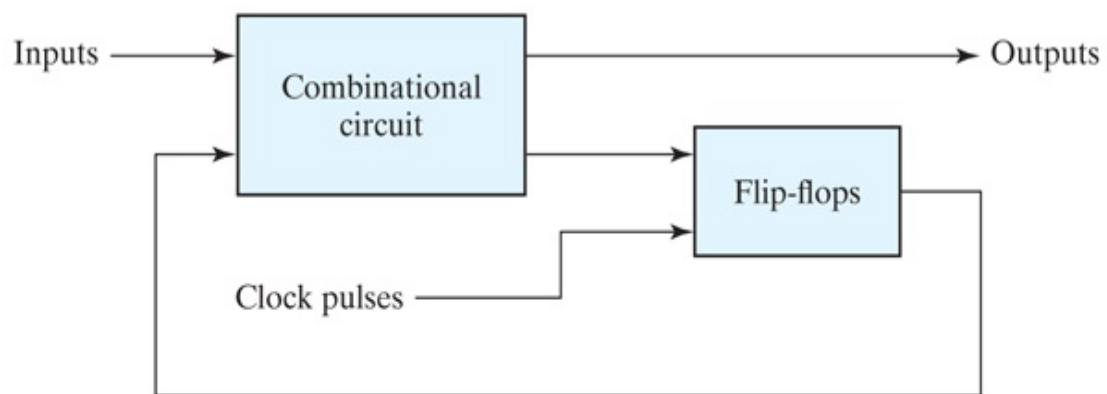 Inputs
Combinational
circuit
Outputs
Flip-flops
Clock pulses